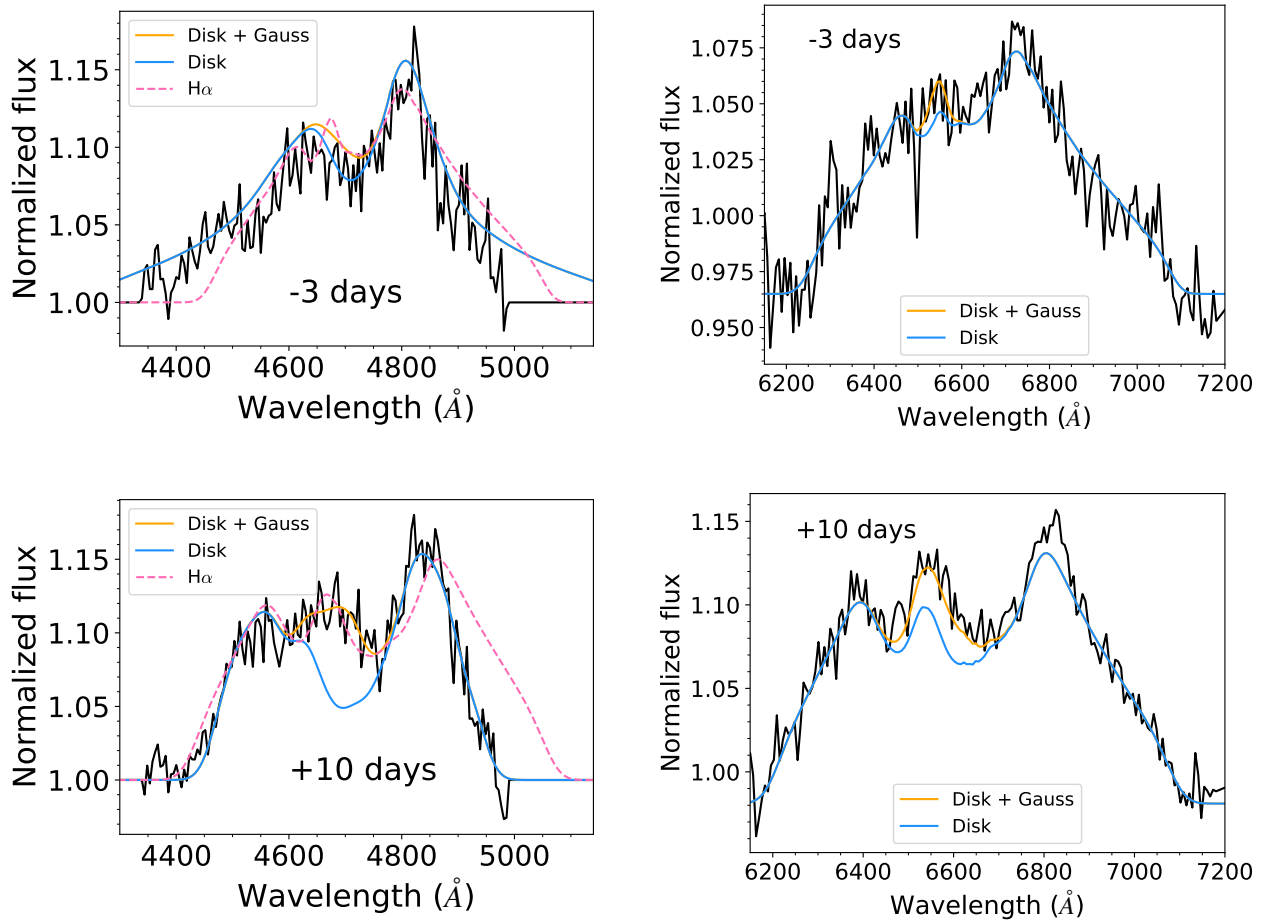 Disk + Gauss
Disk
Hα
-3 days
1.15
1.10
1.05
1.00
Normalized flux
4400 4600 4800 5000
Wavelength (Å)
-3 days
1.075
1.050
1.025
1.000
0.975
0.950
Normalized flux
Disk + Gauss
Disk
6200 6400 6600 6800 7000 7200
Wavelength (Å)
Disk + Gauss
Disk
Hα
+10 days
1.15
1.10
1.05
1.00
Normalized flux
4400 4600 4800 5000
Wavelength (Å)
+10 days
1.15
1.10
1.05
1.00
Normalized flux
Disk + Gauss
Disk
6200 6400 6600 6800 7000 7200
Wavelength (Å)